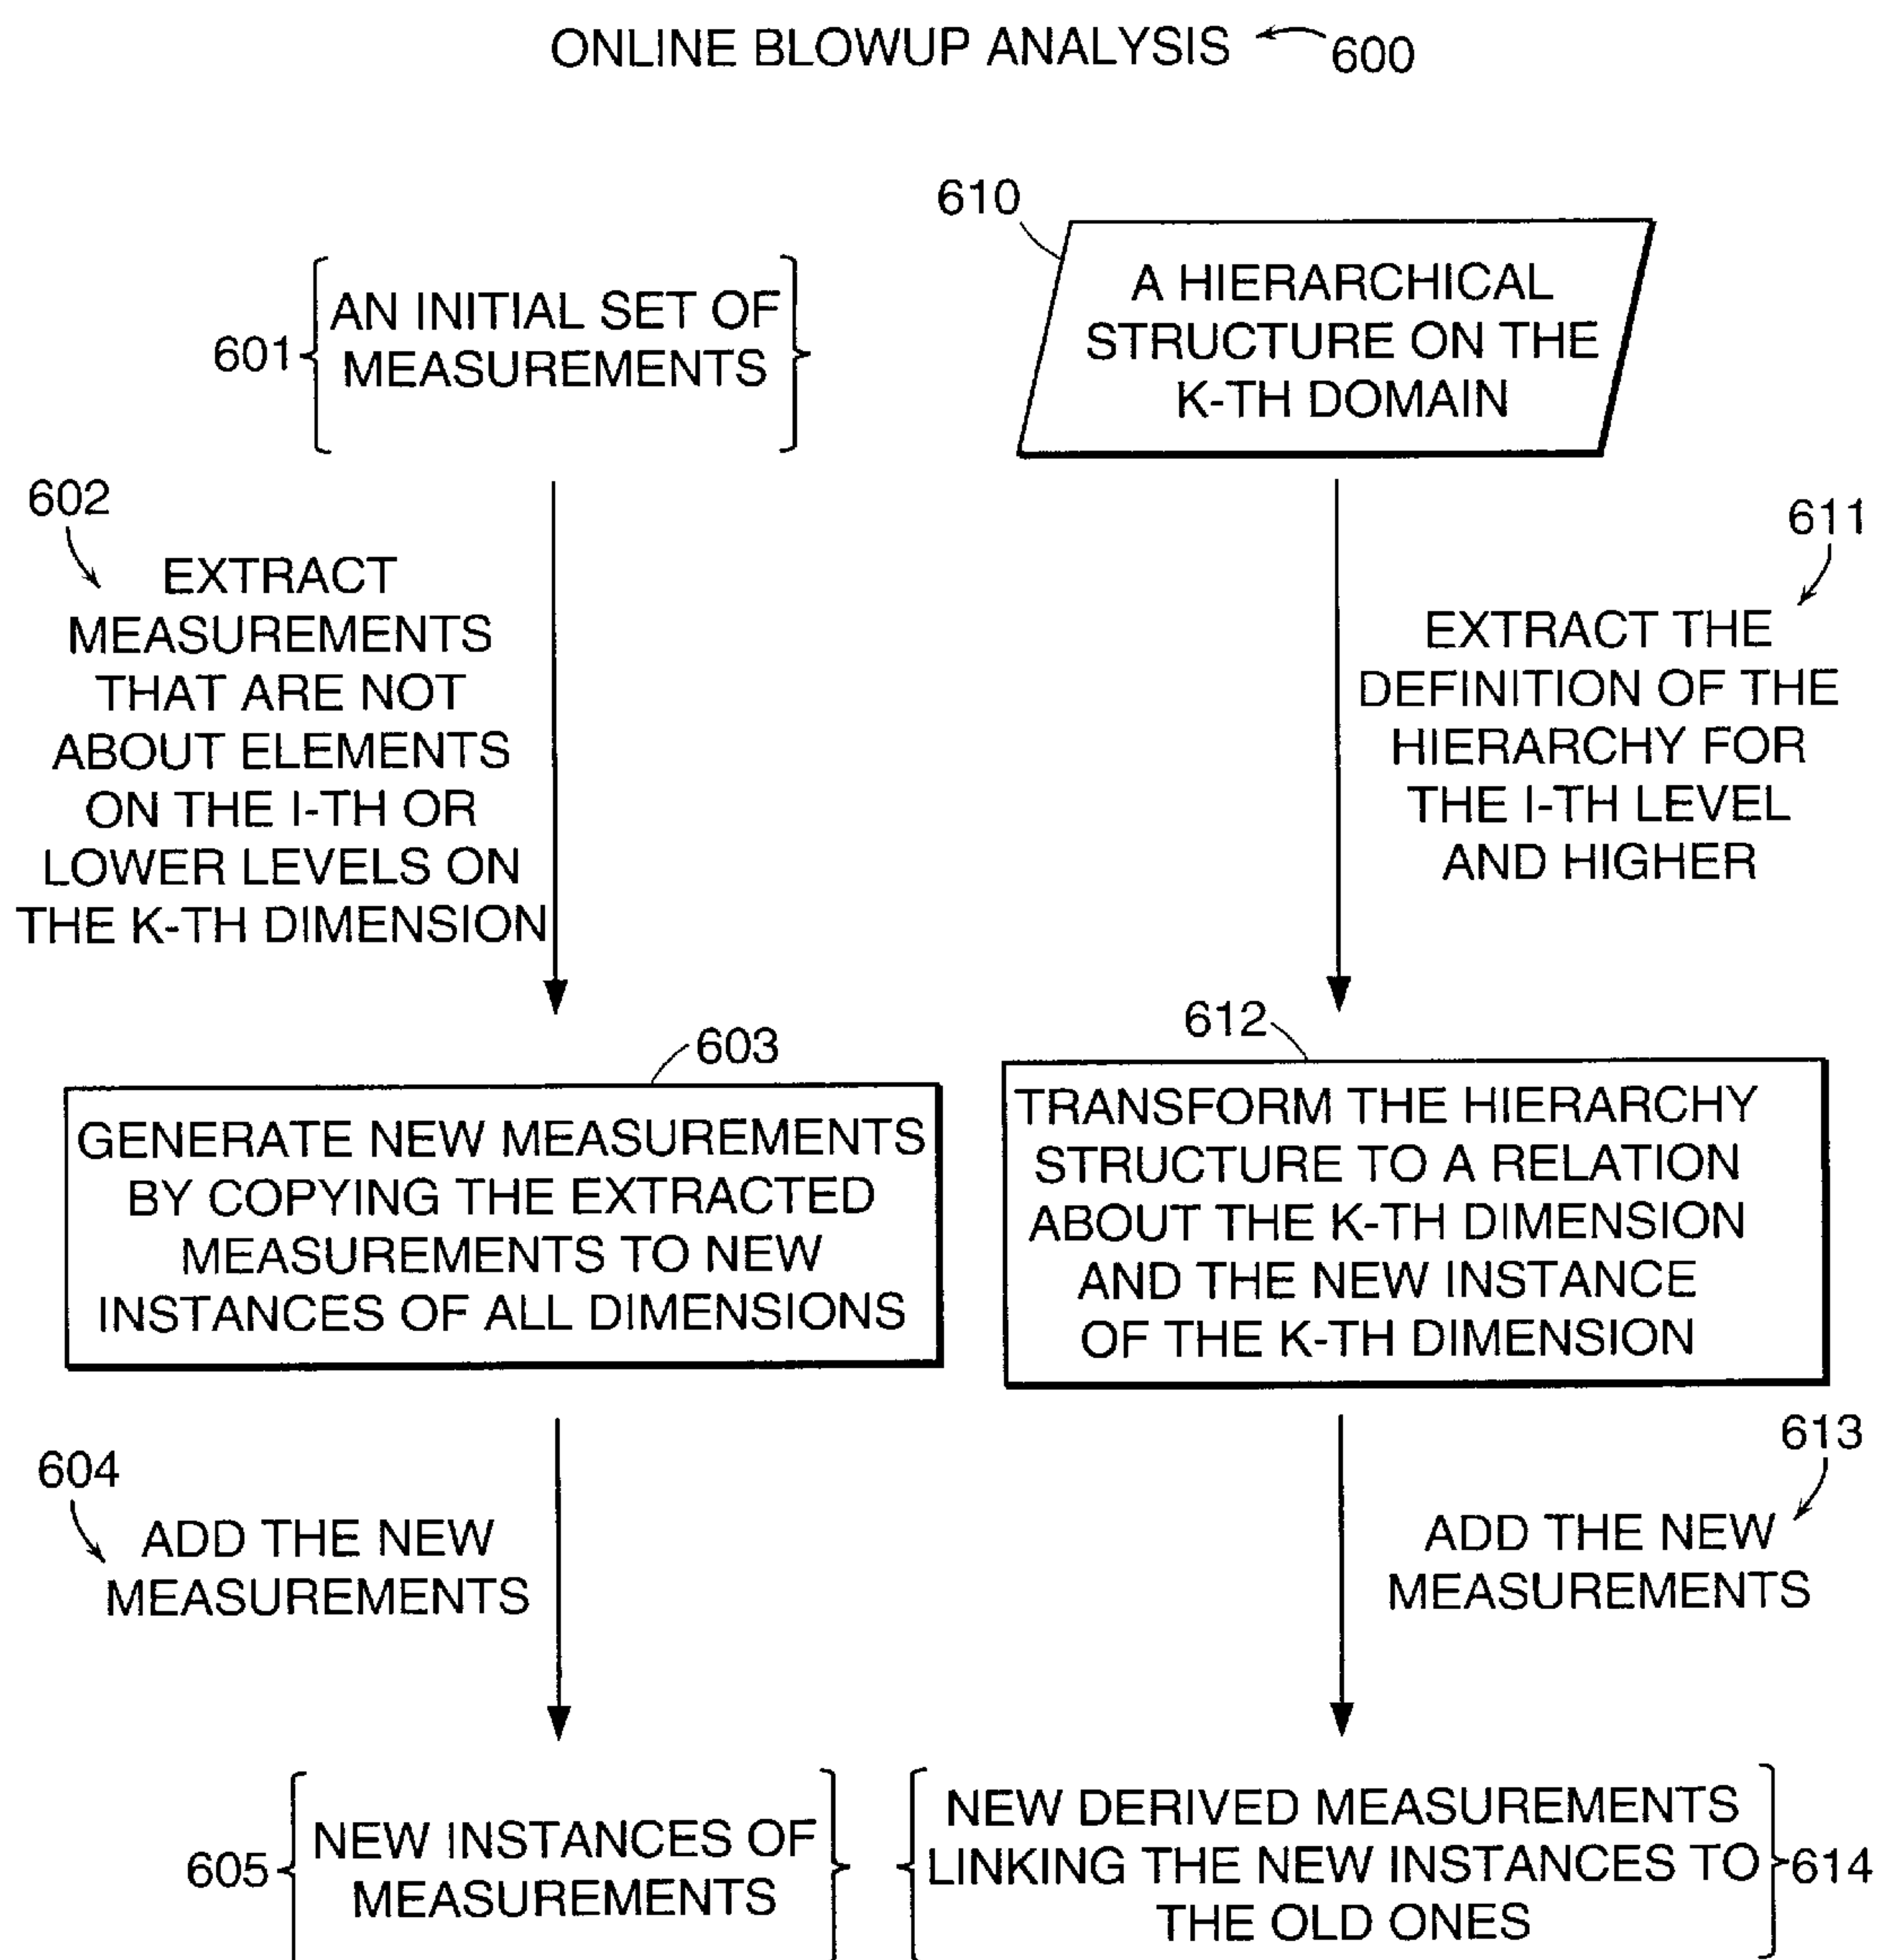 ONLINE BLOWUP ANALYSIS 600
601
AN INITIAL SET OF
MEASUREMENTS
610
A HIERARCHICAL
STRUCTURE ON THE
K-TH DOMAIN
602
EXTRACT
MEASUREMENTS
THAT ARE NOT
ABOUT ELEMENTS
ON THE I-TH OR
LOWER LEVELS ON
THE K-TH DIMENSION
611
EXTRACT THE
DEFINITION OF THE
HIERARCHY FOR
THE I-TH LEVEL
AND HIGHER
603
GENERATE NEW MEASUREMENTS
BY COPYING THE EXTRACTED
MEASUREMENTS TO NEW
INSTANCES OF ALL DIMENSIONS
612
TRANSFORM THE HIERARCHY
STRUCTURE TO A RELATION
ABOUT THE K-TH DIMENSION
AND THE NEW INSTANCE
OF THE K-TH DIMENSION
604
ADD THE NEW
MEASUREMENTS
613
ADD THE NEW
MEASUREMENTS
605
NEW INSTANCES OF
MEASUREMENTS
NEW DERIVED MEASUREMENTS
LINKING THE NEW INSTANCES TO
THE OLD ONES
614